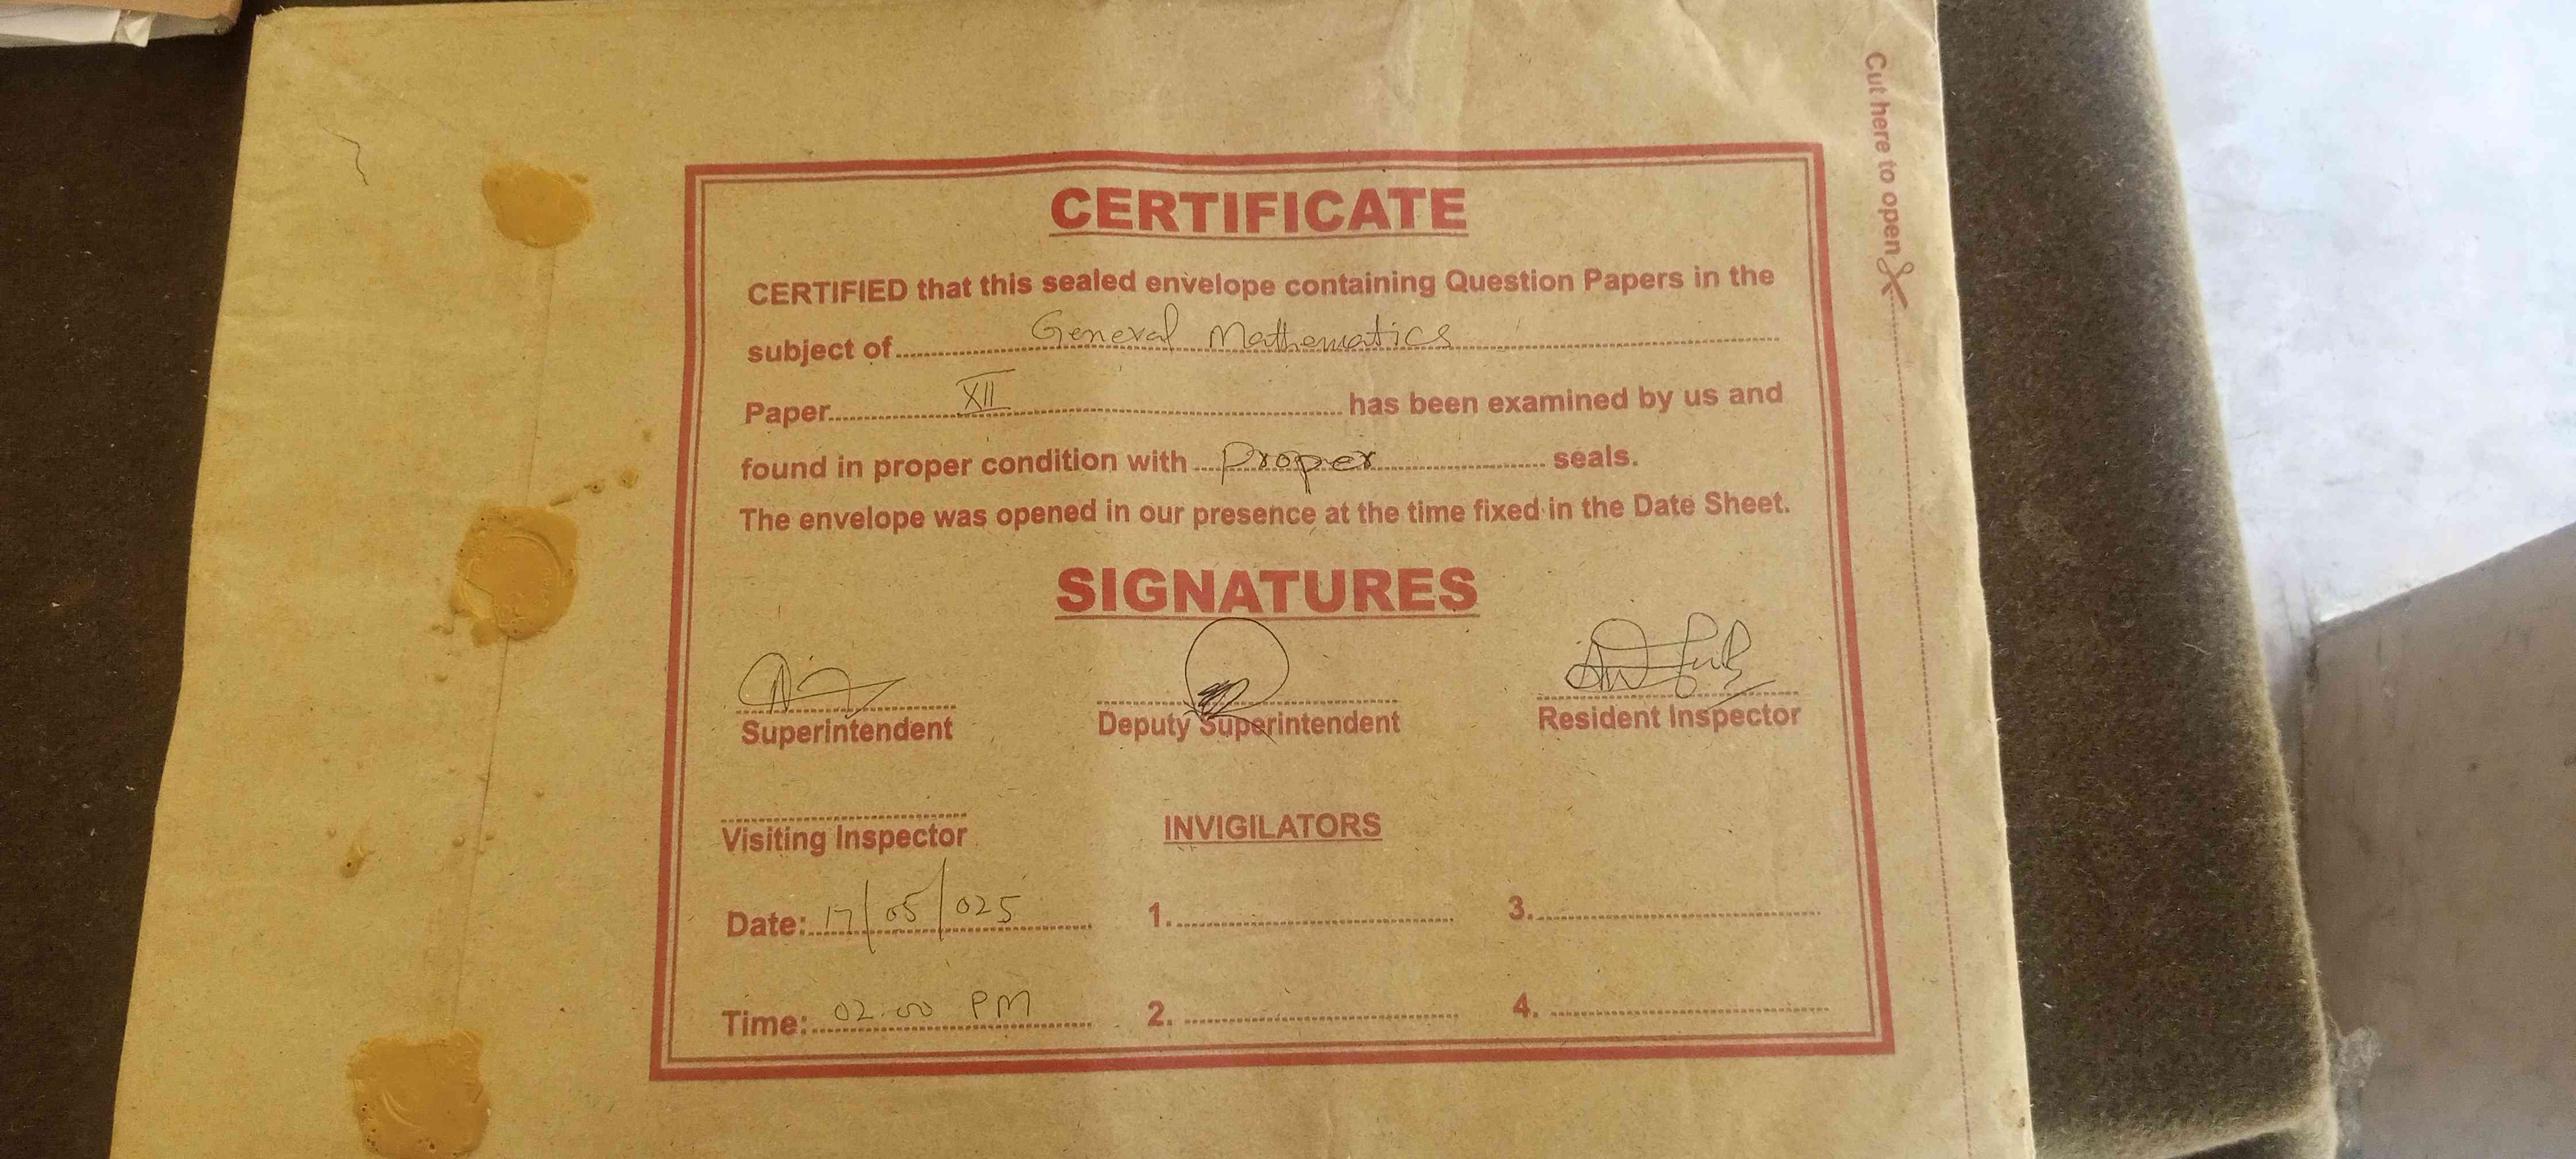 Cut here to open
CERTIFICATE
CERTIFIED that this sealed envelope containing Question Papers in the
subject of General Mathematics
Paper XII has been examined by us and
found in proper condition with Proper seals.
The envelope was opened in our presence at the time fixed in the Date Sheet.
SIGNATURES
Superintendent Deputy Superintendent Resident Inspector
Visiting Inspector INVIGILATORS
Date: 17/05/025 1. 3.
Time: 02.00 PM 2. 4.